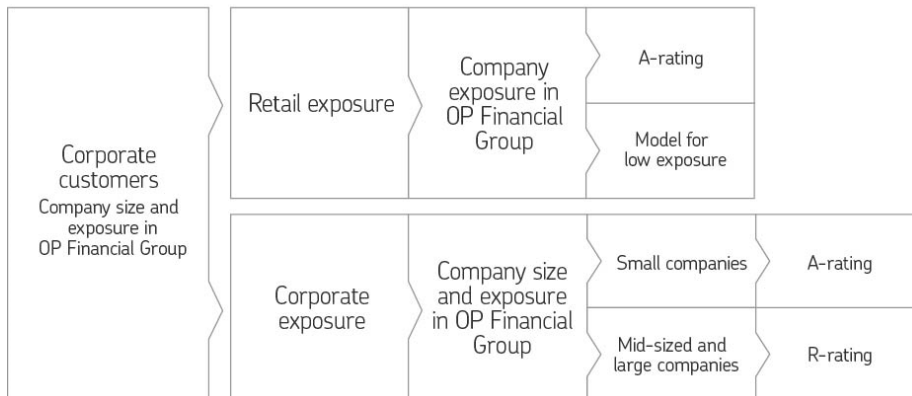 Corporate
customers
Company size and
exposure in
OP Financial Group
Retail exposure
Company
exposure in
OP Financial
Group
A-rating
Model for
low exposure
Corporate
exposure
Company size
and exposure
in OP Financial
Group
Small companies
A-rating
Mid-sized and
large companies
R-rating